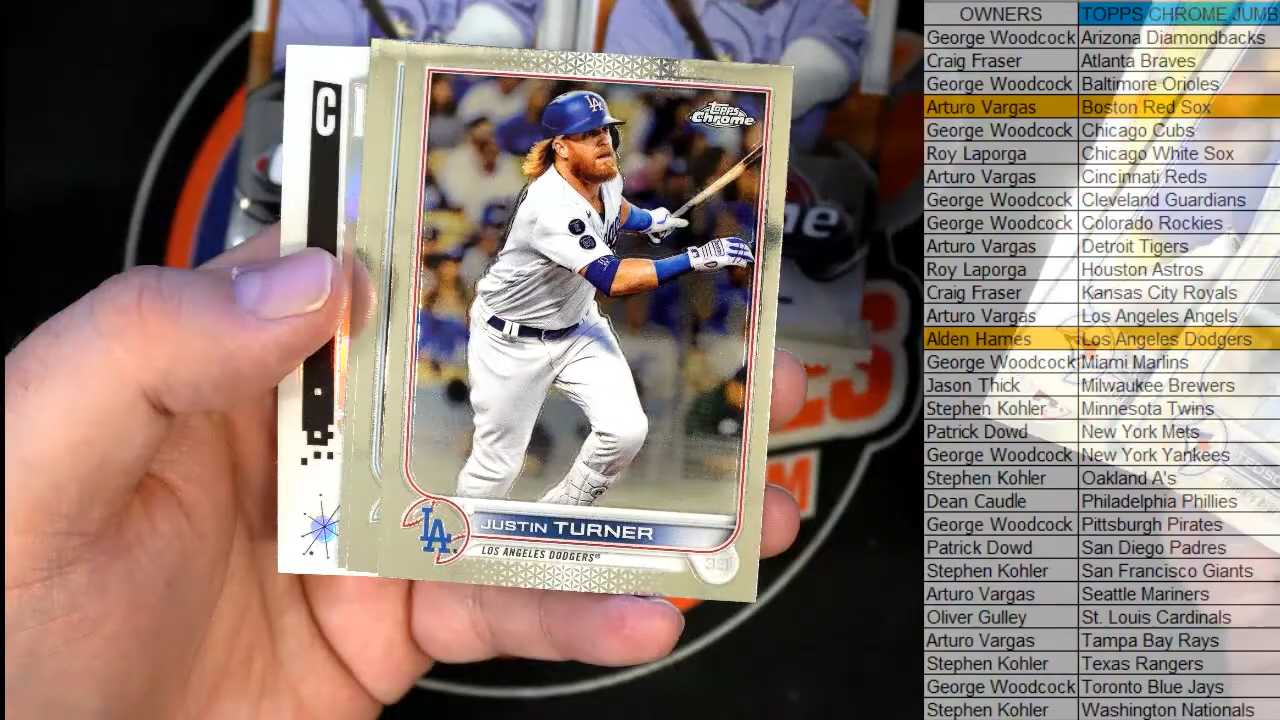 Topps
Chrome
C
LA
JUSTIN TURNER
LOS ANGELES DODGERS®
LA
me
OWNERS TOPPS CHROME JUMB
George Woodcock Arizona Diamondbacks
Craig Fraser Atlanta Braves
George Woodcock Baltimore Orioles
Arturo Vargas Boston Red Sox
George Woodcock Chicago Cubs
Roy Laporga Chicago White Sox
Arturo Vargas Cincinnati Reds
George Woodcock Cleveland Guardians
George Woodcock Colorado Rockies
Arturo Vargas Detroit Tigers
Roy Laporga Houston Astros
Craig Fraser Kansas City Royals
Arturo Vargas Los Angeles Angels
Alden Hames Los Angeles Dodgers
George Woodcock Miami Marlins
Jason Thick Milwaukee Brewers
Stephen Kohler Minnesota Twins
Patrick Dowd New York Mets
George Woodcock New York Yankees
Stephen Kohler Oakland A's
Dean Caudle Philadelphia Phillies
George Woodcock Pittsburgh Pirates
Patrick Dowd San Diego Padres
Stephen Kohler San Francisco Giants
Arturo Vargas Seattle Mariners
Oliver Gulley St. Louis Cardinals
Arturo Vargas Tampa Bay Rays
Stephen Kohler Texas Rangers
George Woodcock Toronto Blue Jays
Stephen Kohler Washington Nationals